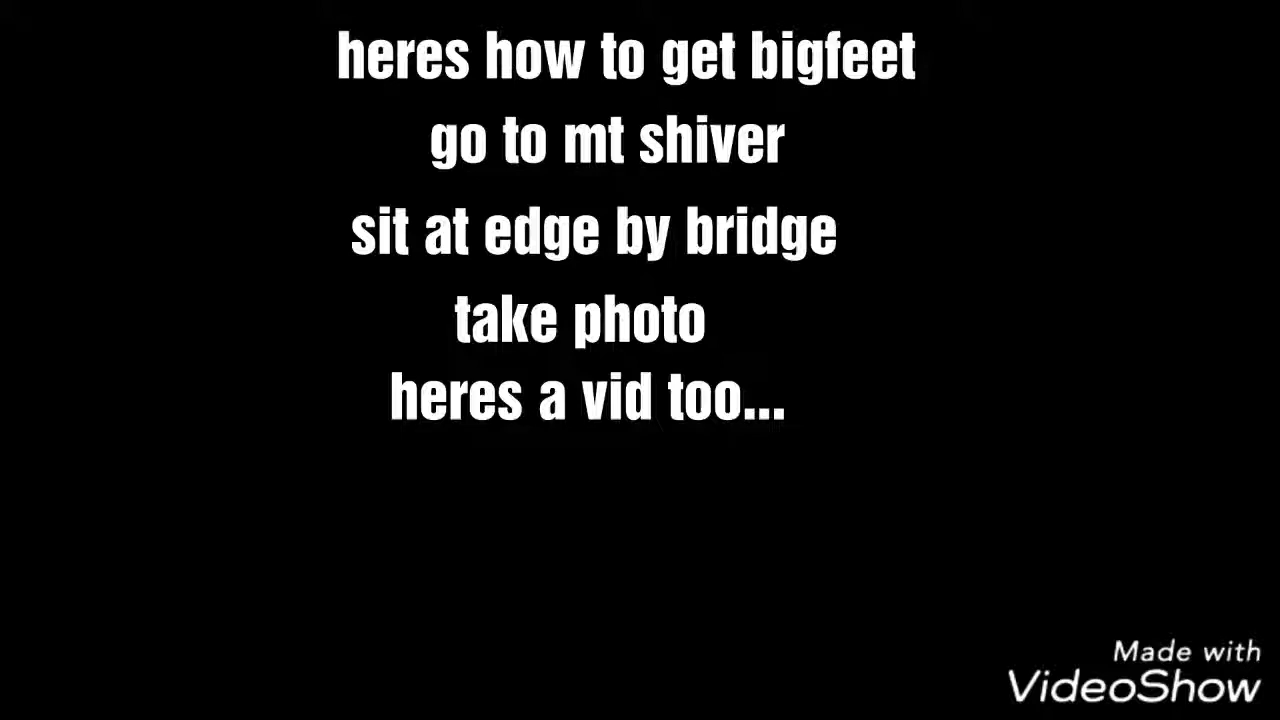 heres how to get bigfeet
go to mt shiver
sit at edge by bridge
take photo
heres a vid too...
Made with
VideoShow